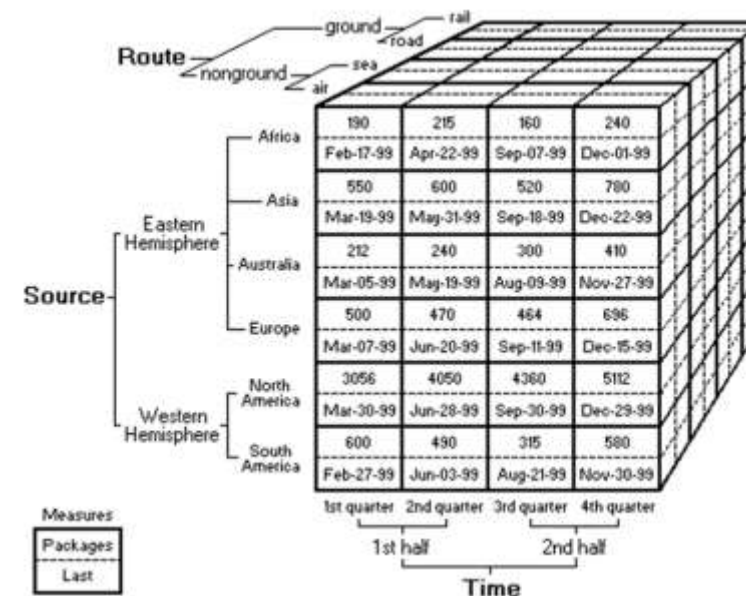 rail
ground
road
Route
sea
nonground
air
190 215 160 240
Africa
Feb-17-99 Apr-22-99 Sep-07-99 Dec-01-99
550 600 520 780
Asia
Mar-19-99 May-31-99 Sep-18-99 Dec-22-99
Eastern
Hemisphere
212 240 300 410
Australia
Mar-05-99 May-19-99 Aug-09-99 Nov-27-99
Source
500 470 464 696
Europe
Mar-07-99 Jun-20-99 Sep-11-99 Dec-15-99
North
America
3056 4050 4360 5112
Mar-30-99 Jun-28-99 Sep-30-99 Dec-29-99
Western
Hemisphere
600 490 315 580
South
America
Feb-27-99 Jun-03-99 Aug-21-99 Nov-30-99
Measures
Packages
Last
1st quarter 2nd quarter 3rd quarter 4th quarter
1st half 2nd half
Time